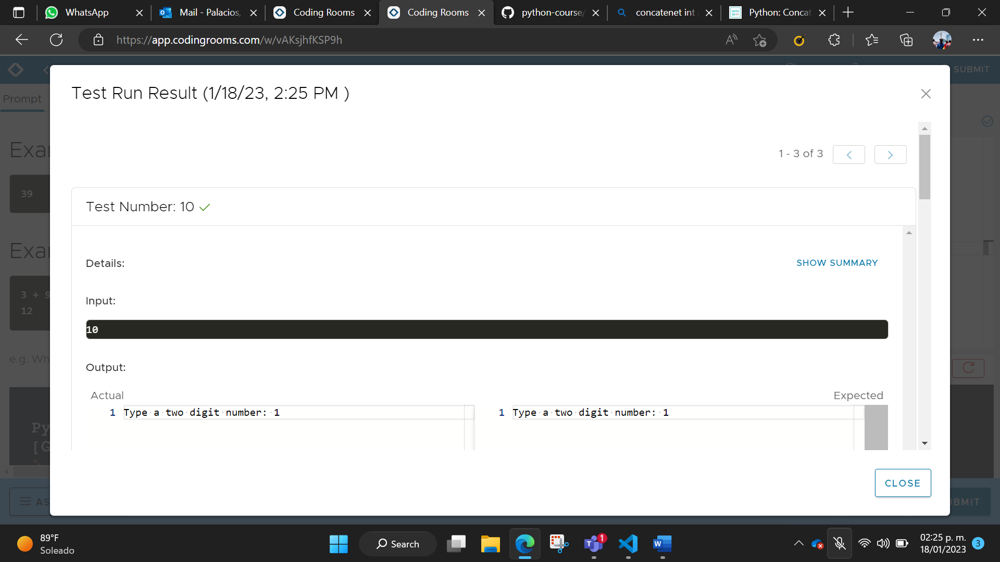 WhatsApp
Mail - Palacios,
Coding Rooms
Coding Rooms
python-course/
concatenet int
Python: Concat
https://app.codingrooms.com/w/vAKsjhfKSP9h
SUBMIT
Prompt
Test Run Result (1/18/23, 2:25 PM )
1 - 3 of 3
Exa
39
Test Number: 10
Exa
Details:
SHOW SUMMARY
3 + 9
12
Input:
10
e.g. Wh
Output:
Actual
Expected
1 Type a two digit number: 1
1 Type a two digit number: 1
Py
[G
CLOSE
AS
BMIT
89°F
Soleado
Search
1
02:25 p. m.
18/01/2023
3